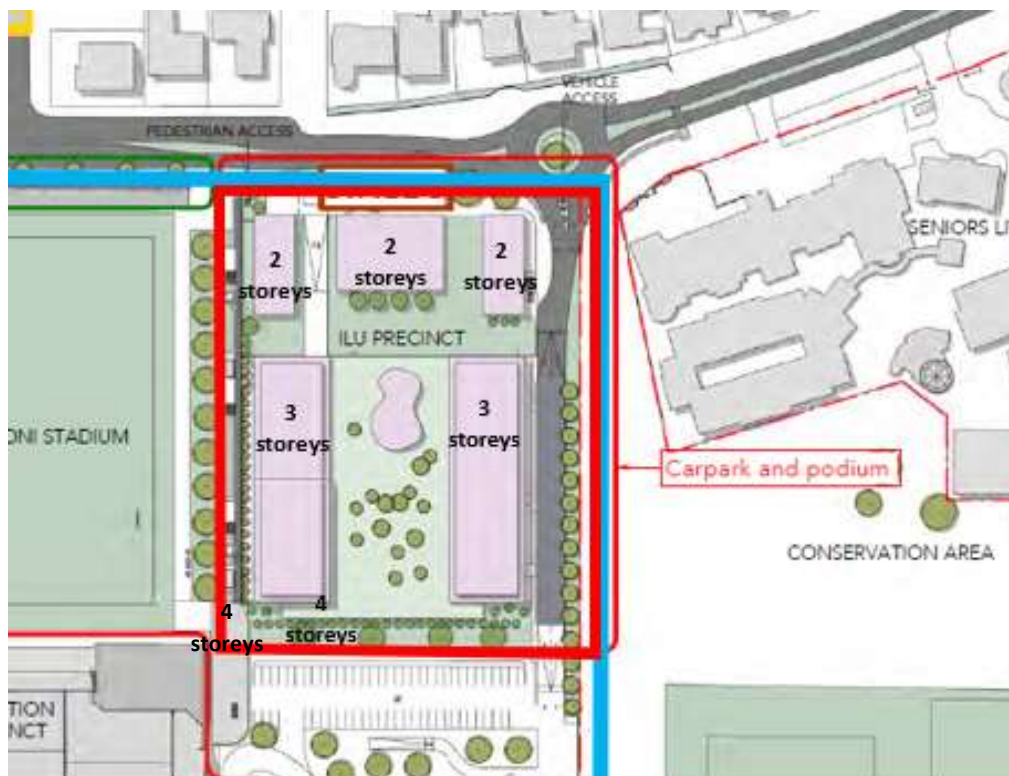 VEHICLE
ACCESS
PEDESTRIAN ACCESS
SENIORS LI
2
storeys
2
storeys
2
storeys
ILU PRECINCT
3
storeys
3
storeys
ONI STADIUM
Carpark and podium
CONSERVATION AREA
4
storeys
4
storeys
TION
NCT